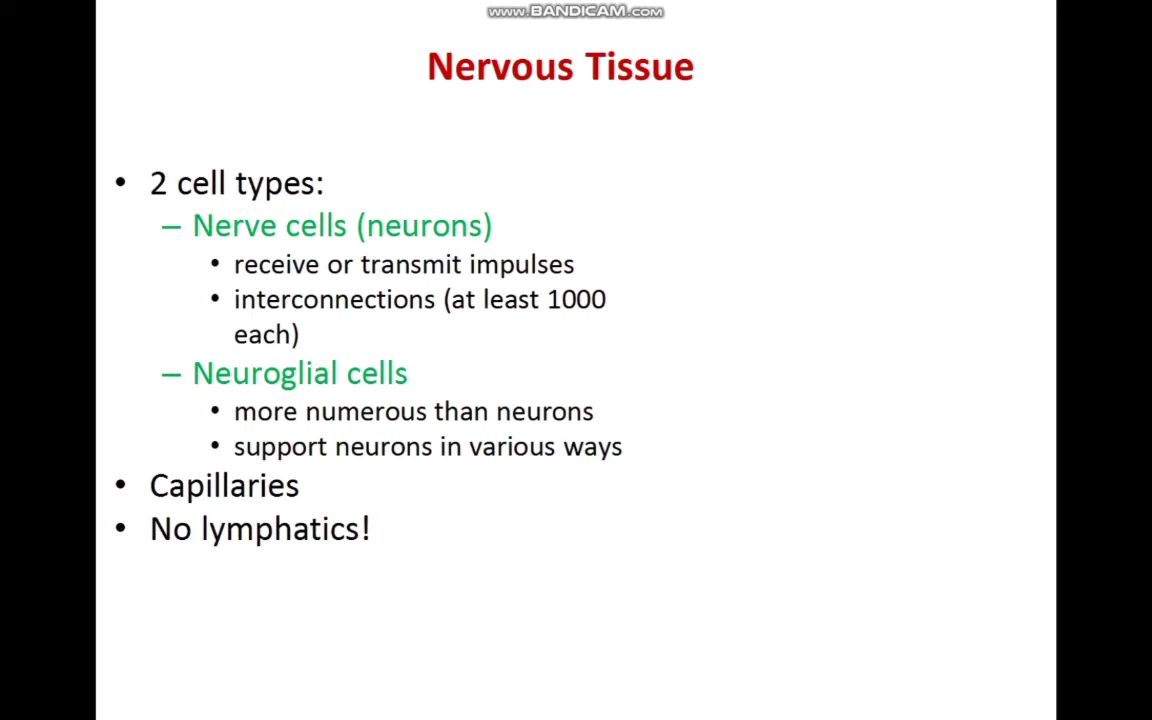 www.BANDICAM.com
Nervous Tissue
• 2 cell types:
– Nerve cells (neurons)
• receive or transmit impulses
• interconnections (at least 1000
each)
– Neuroglial cells
• more numerous than neurons
• support neurons in various ways
• Capillaries
• No lymphatics!